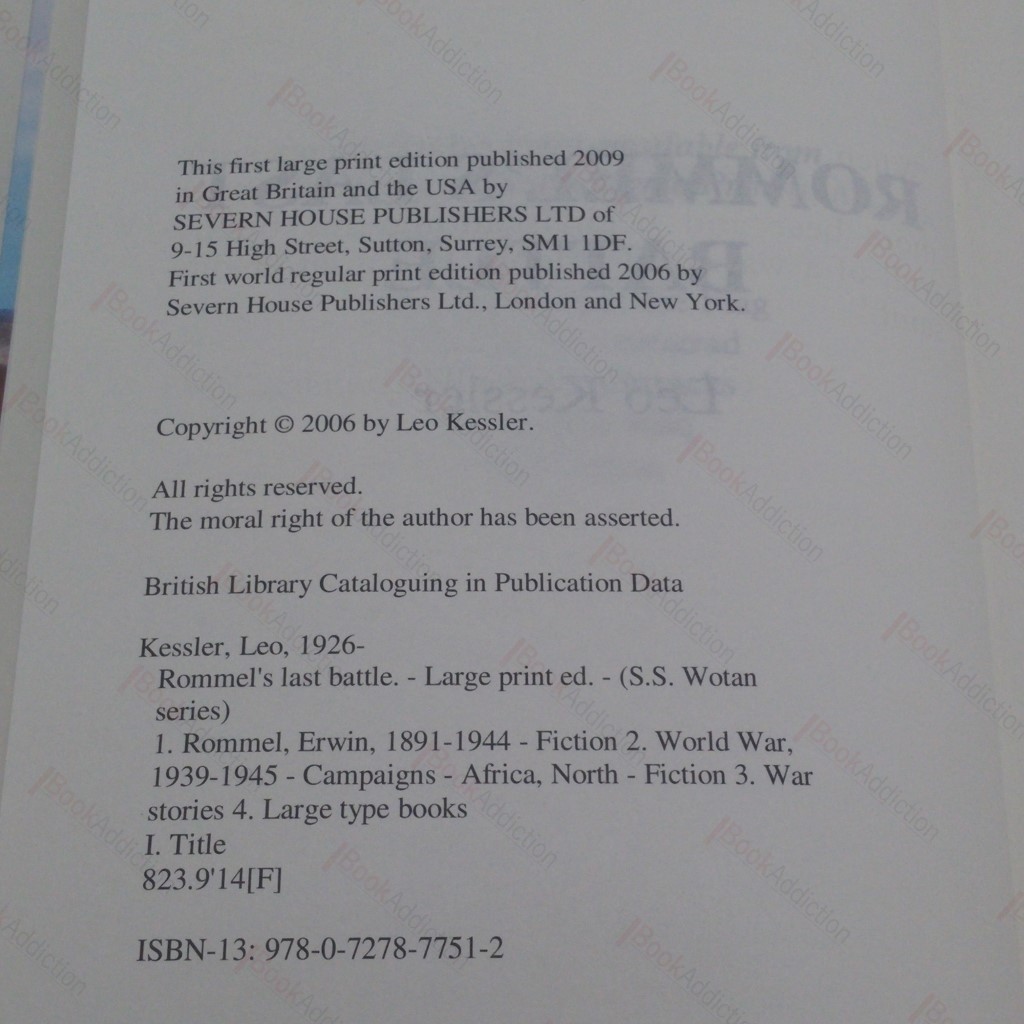 This first large print edition published 2009
in Great Britain and the USA by
SEVERN HOUSE PUBLISHERS LTD of
9-15 High Street, Sutton, Surrey, SM1 1DF.
First world regular print edition published 2006 by
Severn House Publishers Ltd., London and New York.
Copyright © 2006 by Leo Kessler.
All rights reserved.
The moral right of the author has been asserted.
British Library Cataloguing in Publication Data
Kessler, Leo, 1926-
Rommel's last battle. - Large print ed. - (S.S. Wotan
series)
1. Rommel, Erwin, 1891-1944 - Fiction 2. World War,
1939-1945 - Campaigns - Africa, North - Fiction 3. War
stories 4. Large type books
I. Title
823.9'14[F]
ISBN-13: 978-0-7278-7751-2